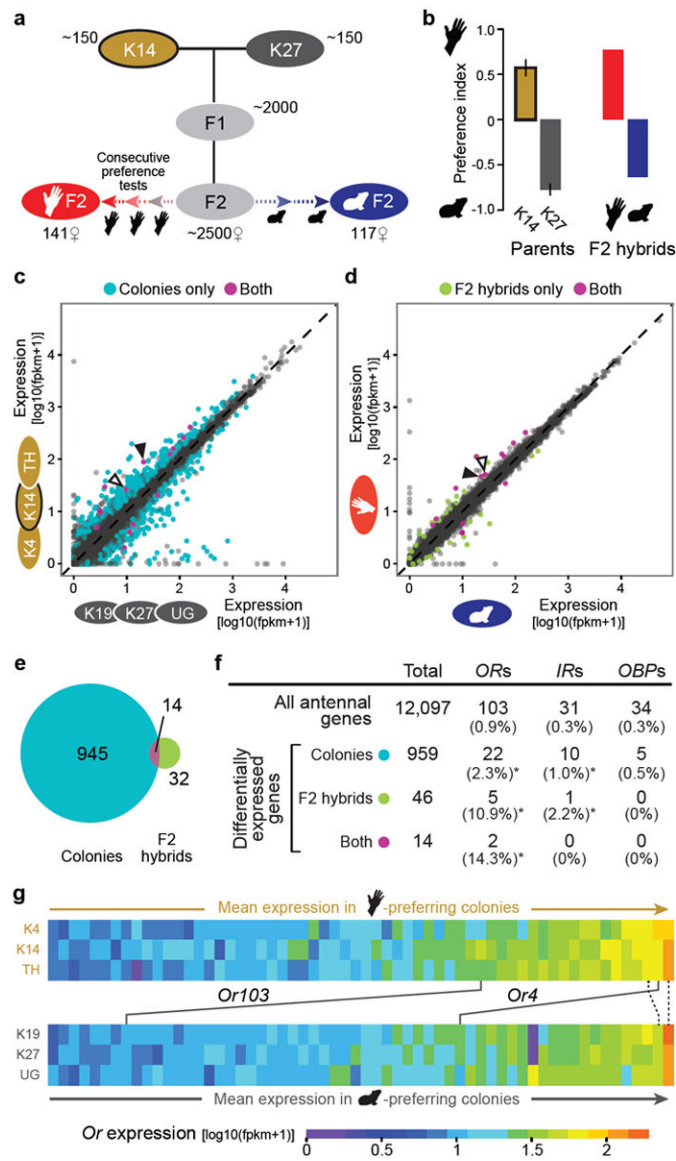 a
~150
K14
K27
~150
F1
~2000
Consecutive
preference
tests
F2
F2
F2
141♀
~2500♀
117♀
b
Preference index
1.0
0.5
0
-0.5
-1.0
K14
K27
Parents
F2 hybrids
c
Colonies only
Both
Expression
[log10(fpkm+1)]
4
3
2
1
0
TH
K14
K4
0
1
2
3
4
K19
K27
UG
Expression
[log10(fpkm+1)]
d
F2 hybrids only
Both
Expression
[log10(fpkm+1)]
4
3
2
1
0
0
1
2
3
4
Expression
[log10(fpkm+1)]
e
945
14
32
Colonies
F2
hybrids
f
Total ORs IRs OBPs
All antennal
genes
12,097 103 31 34
(0.9%) (0.3%) (0.3%)
Differentially
expressed
genes
Colonies 959 22 10 5
(2.3%)* (1.0%)* (0.5%)
F2 hybrids 46 5 1 0
(10.9%)* (2.2%)* (0%)
Both 14 2 0 0
(14.3%)* (0%) (0%)
g
Mean expression in -preferring colonies
K4
K14
TH
Or103
Or4
K19
K27
UG
Mean expression in -preferring colonies
Or expression [log10(fpkm+1)]
0 0.5 1 1.5 2